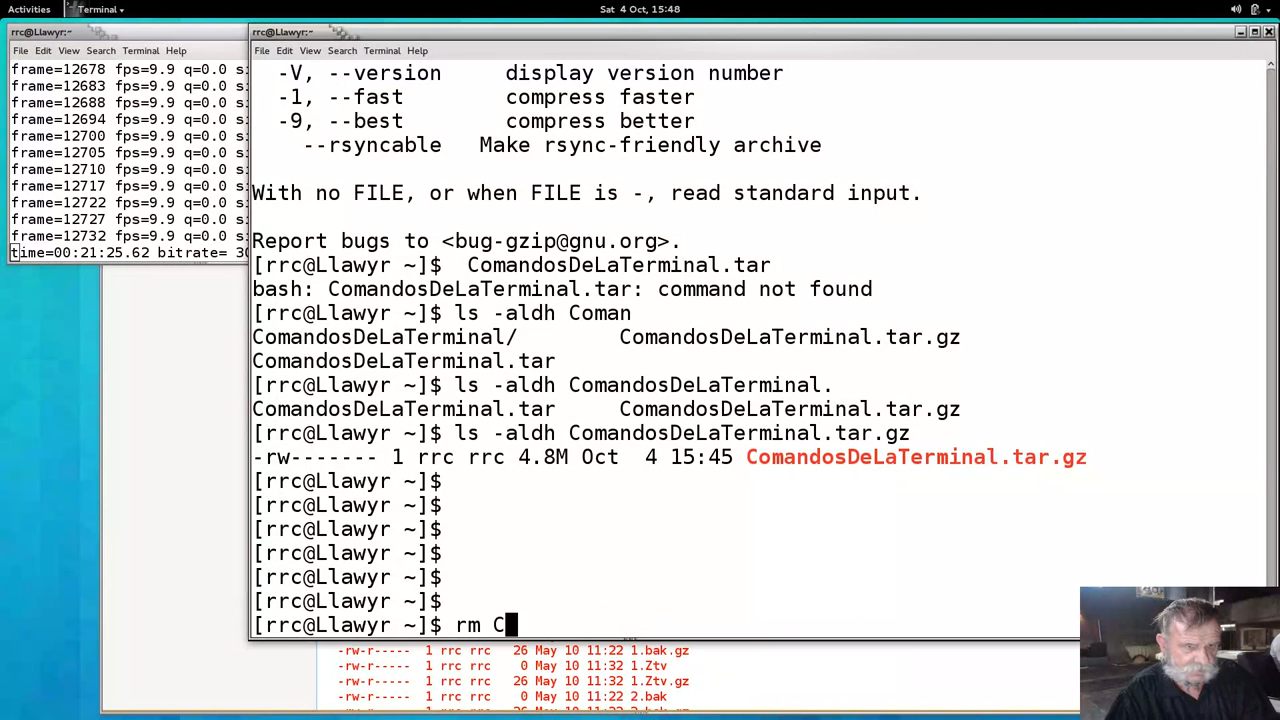 Activities Terminal Sat 4 Oct, 15:48
rrc@Llawyr:~
File Edit View Search Terminal Help
frame=12678 fps=9.9 q=0.0 si
frame=12683 fps=9.9 q=0.0 si
frame=12688 fps=9.9 q=0.0 si
frame=12694 fps=9.9 q=0.0 si
frame=12700 fps=9.9 q=0.0 si
frame=12705 fps=9.9 q=0.0 si
frame=12710 fps=9.9 q=0.0 si
frame=12717 fps=9.9 q=0.0 si
frame=12722 fps=9.9 q=0.0 si
frame=12727 fps=9.9 q=0.0 si
frame=12732 fps=9.9 q=0.0 si
time=00:21:25.62 bitrate= 30
rrc@Llawyr:~
File Edit View Search Terminal Help
-V, --version display version number
-1, --fast compress faster
-9, --best compress better
--rsyncable Make rsync-friendly archive
With no FILE, or when FILE is -, read standard input.
Report bugs to <bug-gzip@gnu.org>.
[rrc@Llawyr ~]$ ComandosDeLaTerminal.tar
bash: ComandosDeLaTerminal.tar: command not found
[rrc@Llawyr ~]$ ls -aldh Coman
ComandosDeLaTerminal/ ComandosDeLaTerminal.tar.gz
ComandosDeLaTerminal.tar
[rrc@Llawyr ~]$ ls -aldh ComandosDeLaTerminal.
ComandosDeLaTerminal.tar ComandosDeLaTerminal.tar.gz
[rrc@Llawyr ~]$ ls -aldh ComandosDeLaTerminal.tar.gz
-rw------- 1 rrc rrc 4.8M Oct 4 15:45 ComandosDeLaTerminal.tar.gz
[rrc@Llawyr ~]$
[rrc@Llawyr ~]$
[rrc@Llawyr ~]$
[rrc@Llawyr ~]$
[rrc@Llawyr ~]$
[rrc@Llawyr ~]$
[rrc@Llawyr ~]$ rm C
-rw-r----- 1 rrc rrc 26 May 10 11:22 1.bak.gz
-rw-r----- 1 rrc rrc 0 May 10 11:32 1.Ztv
-rw-r----- 1 rrc rrc 26 May 10 11:32 1.Ztv.gz
-rw-r----- 1 rrc rrc 0 May 10 11:22 2.bak